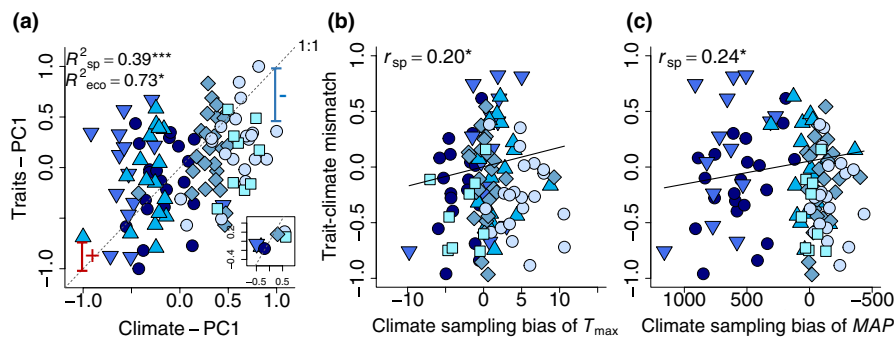 (a)
R²sp = 0.39***
R²eco = 0.73*
1:1
1.0
0.5
0.0
−1.0
Traits – PC1
−
+
0.2
−0.4
−0.5
0.5
−1.0
0.0
0.5
1.0
Climate – PC1
(b)
rsp = 0.20*
1.0
0.5
0.0
−0.5
−1.0
Trait-climate mismatch
−10
0
5
10
Climate sampling bias of Tmax
(c)
rsp = 0.24*
1.0
0.5
0.0
−0.5
−1.0
1000
500
0
−500
Climate sampling bias of MAP